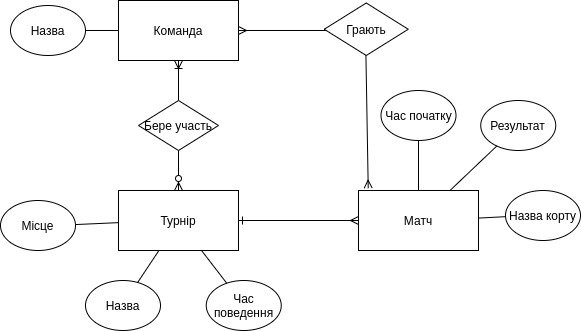 Назва
Команда
Грають
Час початку
Результат
Бере участь
Місце
Турнір
Матч
Назва корту
Назва
Час
поведення